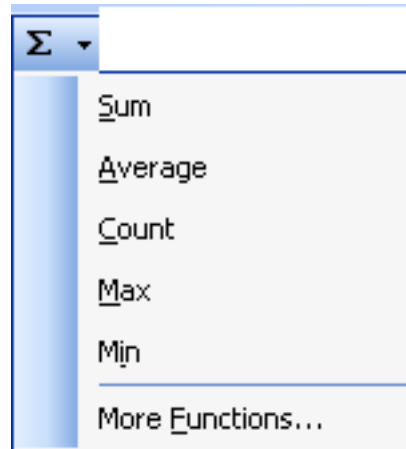 Σ
Sum
Average
Count
Max
Min
More Functions...